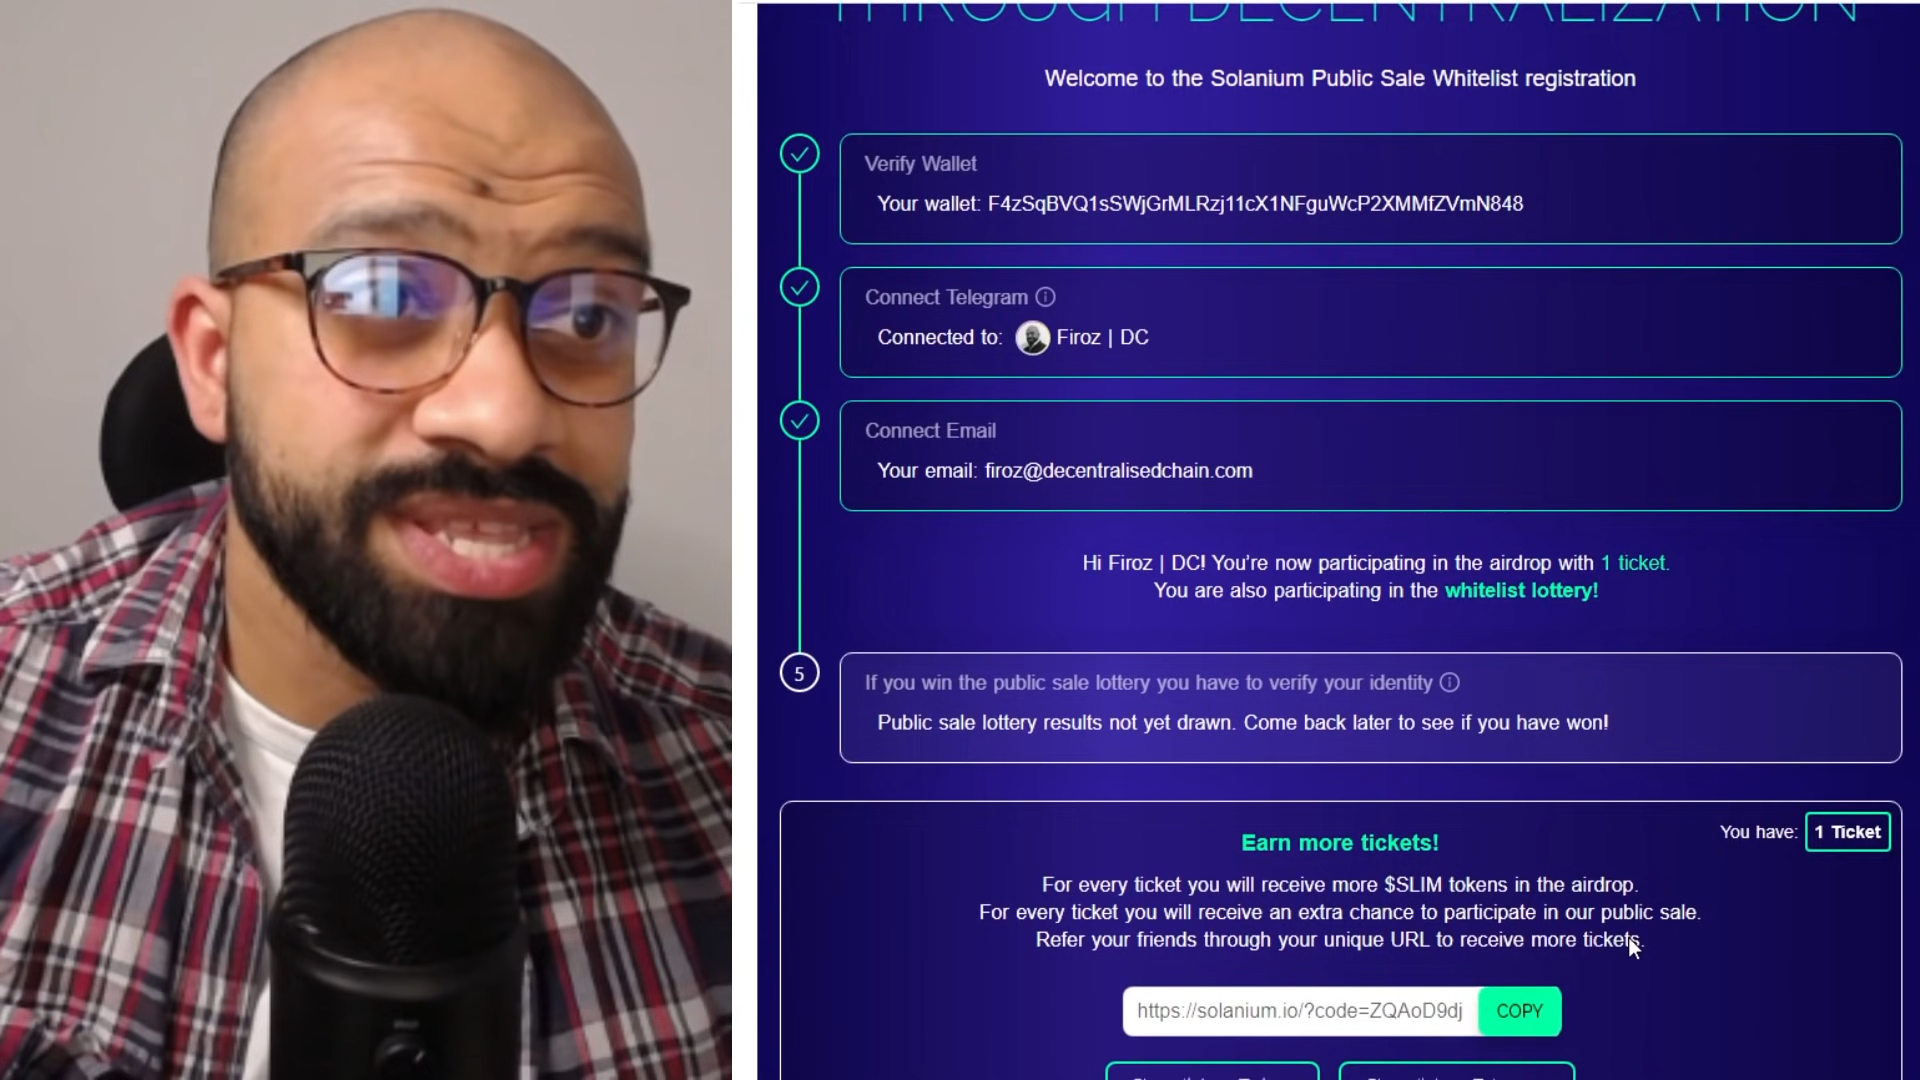 THROUGH DECENTRALIZATION
Welcome to the Solanium Public Sale Whitelist registration
Verify Wallet
Your wallet: F4zSqBVQ1sSWjGrMLRzj11cX1NFguWcP2XMMfZVmN848
Connect Telegram
Connected to: Firoz | DC
Connect Email
Your email: firoz@decentralisedchain.com
Hi Firoz | DC! You're now participating in the airdrop with 1 ticket.
You are also participating in the whitelist lottery!
5
If you win the public sale lottery you have to verify your identity
Public sale lottery results not yet drawn. Come back later to see if you have won!
You have: 1 Ticket
Earn more tickets!
For every ticket you will receive more $SLIM tokens in the airdrop.
For every ticket you will receive an extra chance to participate in our public sale.
Refer your friends through your unique URL to receive more tickets.
https://solanium.io/?code=ZQAoD9dj
COPY